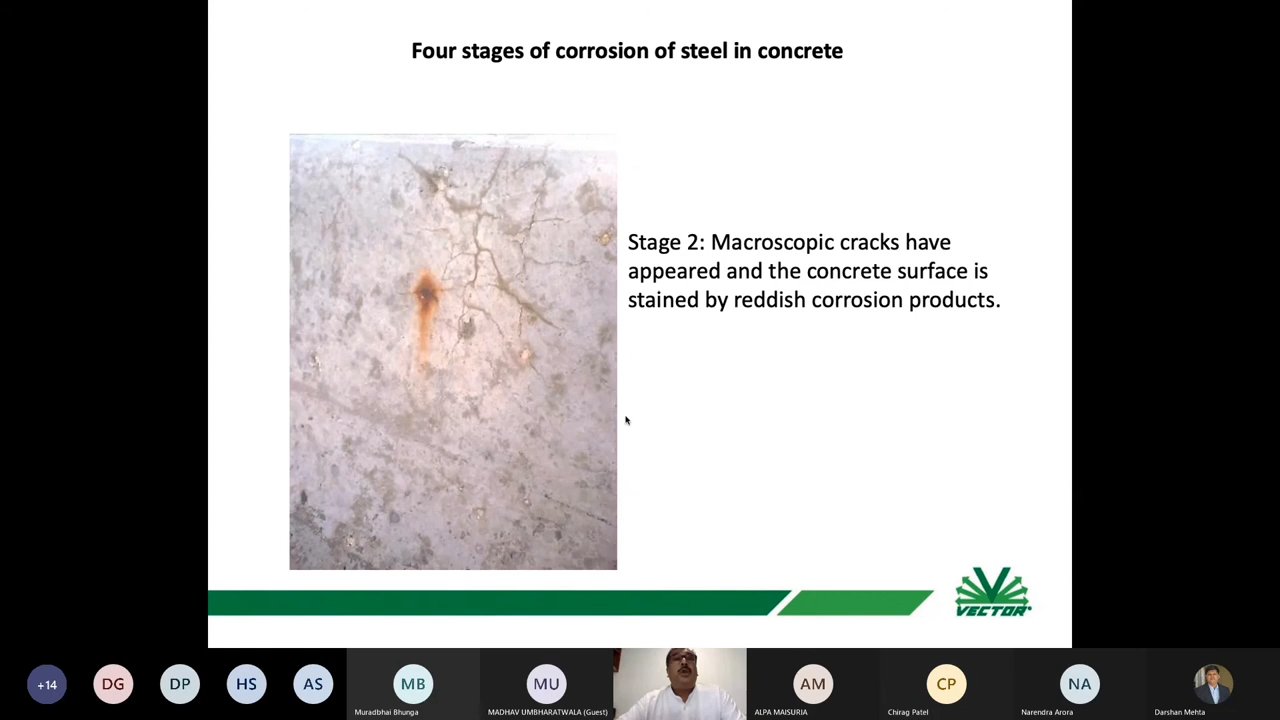 Four stages of corrosion of steel in concrete
Stage 2: Macroscopic cracks have
appeared and the concrete surface is
stained by reddish corrosion products.
VECTOR
+14
DG
DP
HS
AS
MB
Muradbhai Bhunga
MU
MADHAV UMBHARATWALA (Guest)
AM
ALPA MAISURIA
CP
Chirag Patel
NA
Narendra Arora
Darshan Mehta